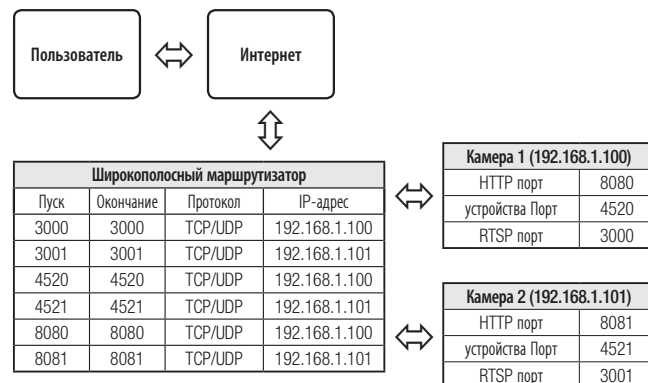 Пользователь
Интернет
Широкополосный маршрутизатор
Пуск Окончание Протокол IP-адрес
3000 3000 TCP/UDP 192.168.1.100
3001 3001 TCP/UDP 192.168.1.101
4520 4520 TCP/UDP 192.168.1.100
4521 4521 TCP/UDP 192.168.1.101
8080 8080 TCP/UDP 192.168.1.100
8081 8081 TCP/UDP 192.168.1.101
Камера 1 (192.168.1.100)
HTTP порт 8080
устройства Порт 4520
RTSP порт 3000
Камера 2 (192.168.1.101)
HTTP порт 8081
устройства Порт 4521
RTSP порт 3001